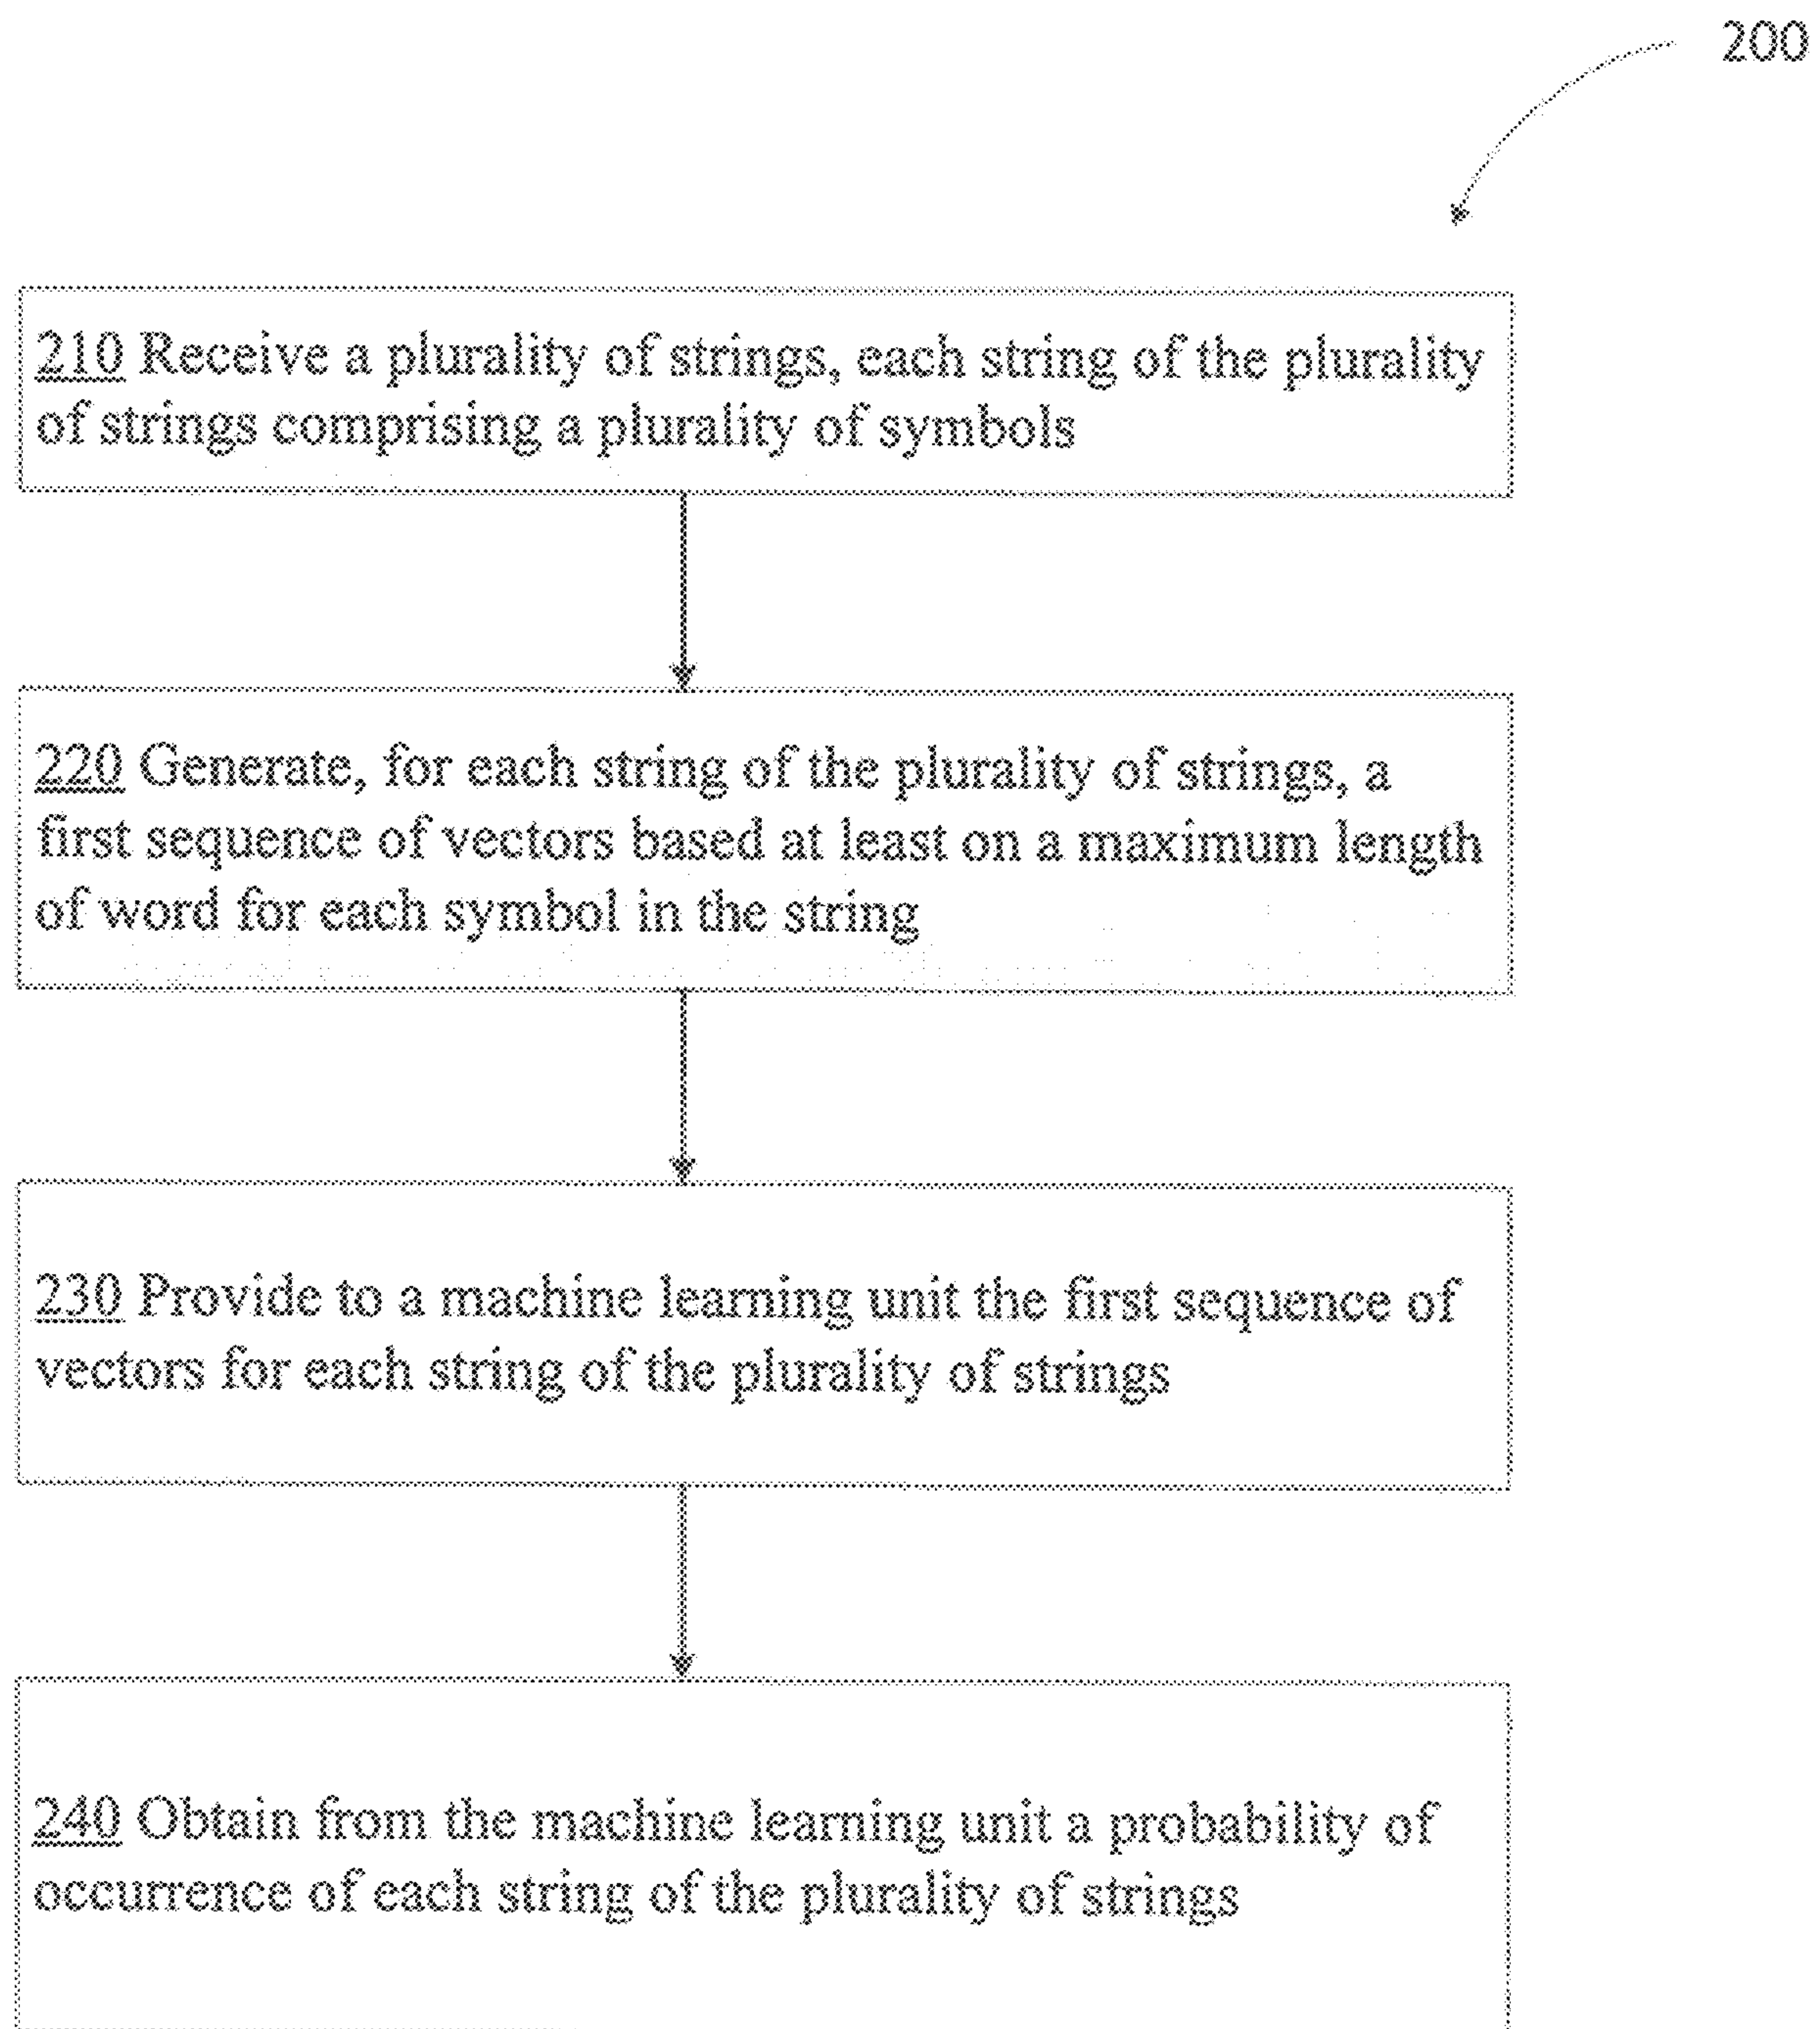 200
210 Receive a plurality of strings, each string of the plurality
of strings comprising a plurality of symbols
220 Generate, for each string of the plurality of strings, a
first sequence of vectors based at least on a maximum length
of word for each symbol in the string
230 Provide to a machine learning unit the first sequence of
vectors for each string of the plurality of strings
240 Obtain from the machine learning unit a probability of
occurrence of each string of the plurality of strings